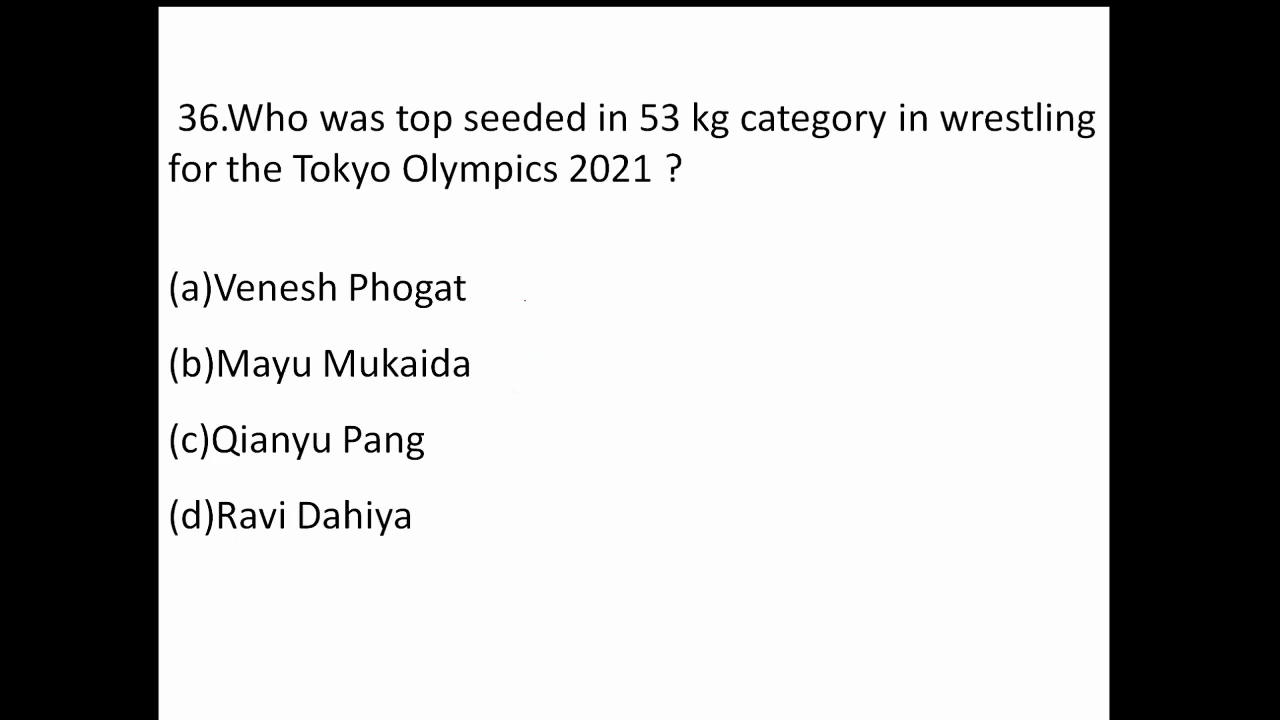 36.Who was top seeded in 53 kg category in wrestling
for the Tokyo Olympics 2021 ?
(a)Venesh Phogat
(b)Mayu Mukaida
(c)Qianyu Pang
(d)Ravi Dahiya